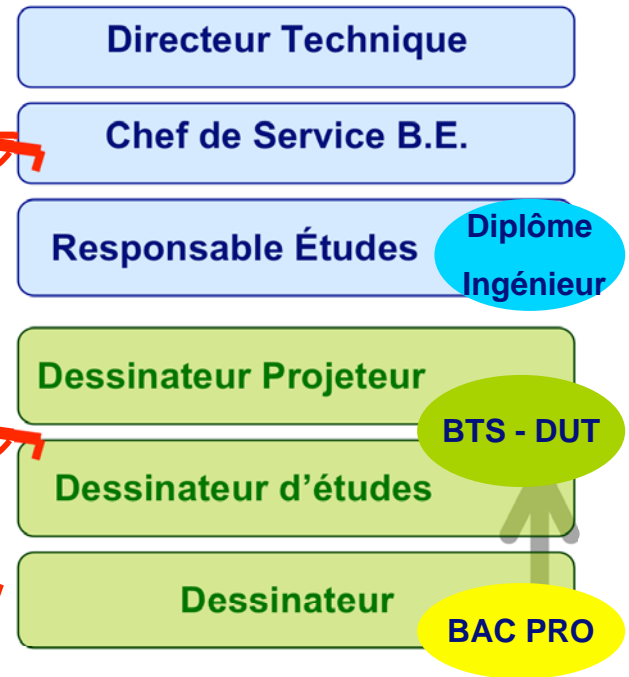 Directeur Technique
Chef de Service B.E.
Responsable Études
Diplôme
Ingénieur
Dessinateur Projeteur
BTS - DUT
Dessinateur d'études
Dessinateur
BAC PRO